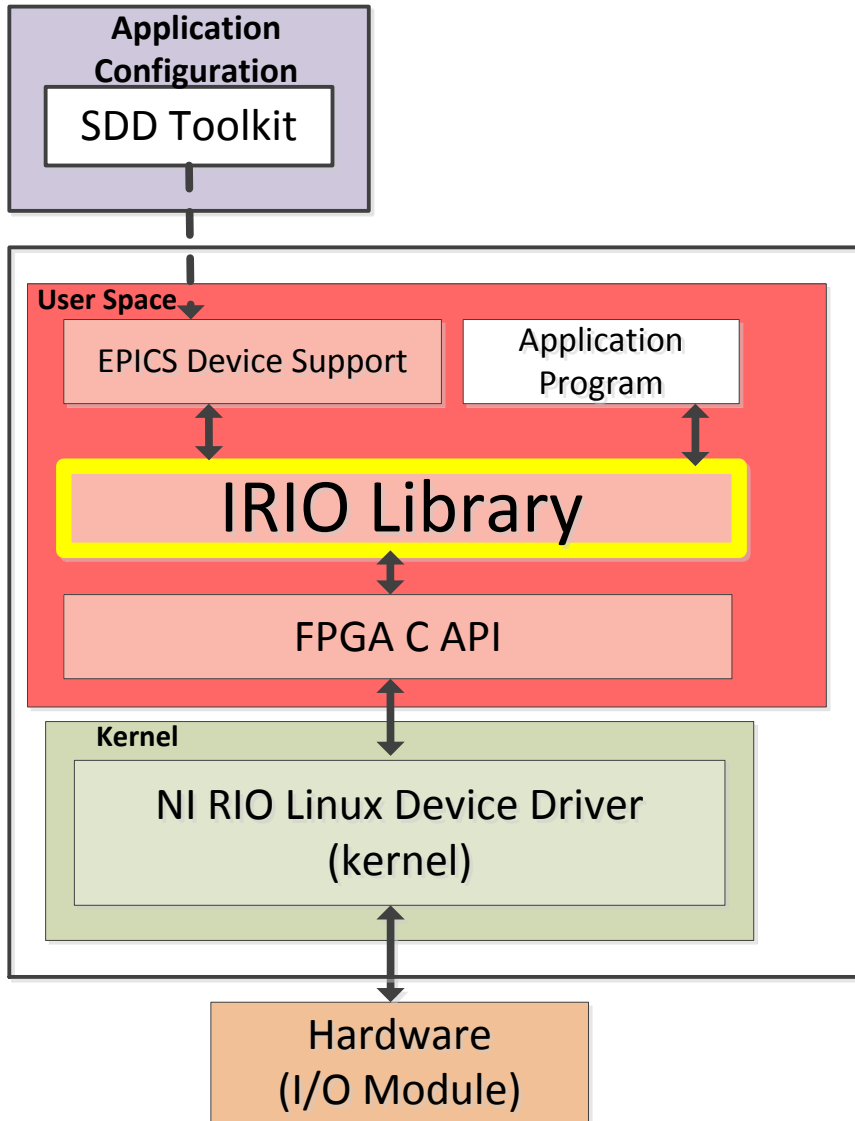 Application
Configuration
SDD Toolkit
User Space
EPICS Device Support
Application
Program
IRIO Library
FPGA C API
Kernel
NI RIO Linux Device Driver
(kernel)
Hardware
(I/O Module)